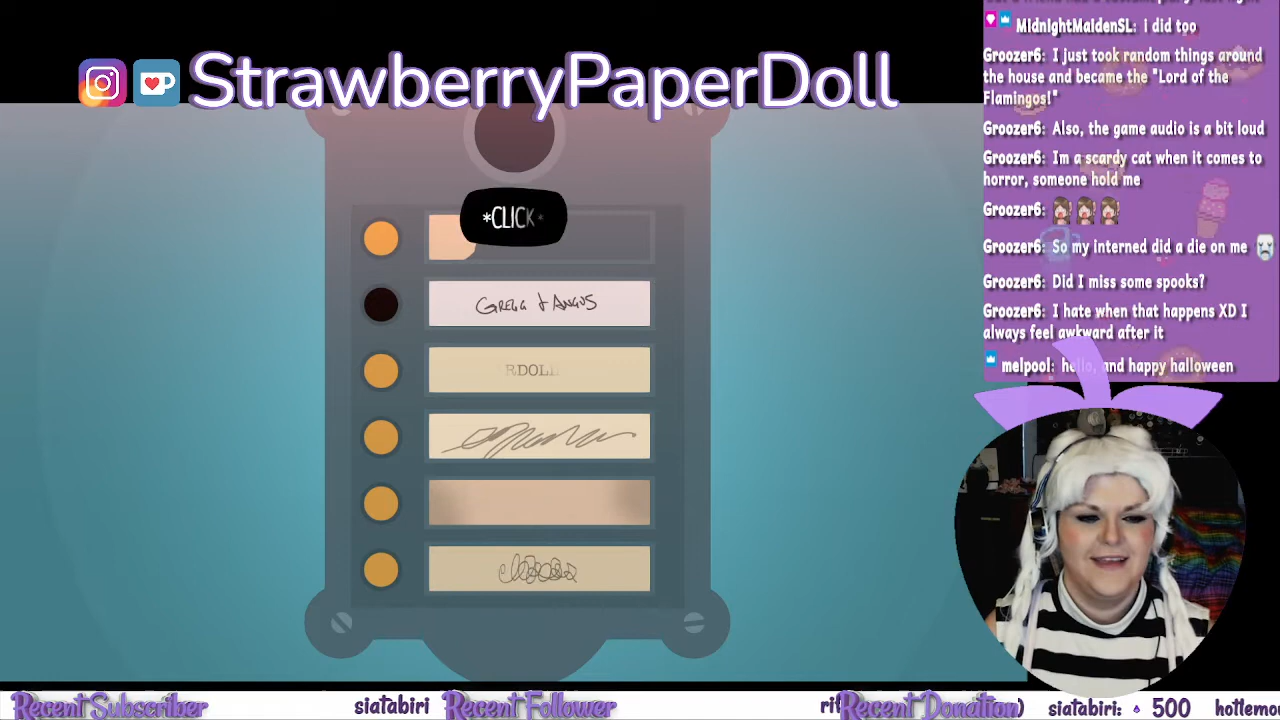 StrawberryPaperDoll
*CLICK*
GREGG + ANGUS
RDOLI
MidnightMaidenSL: i did too
Groozer6: I just took random things around
the house and became the "Lord of the
Flamingos!"
Groozer6: Also, the game audio is a bit loud
Groozer6: Im a scardy cat when it comes to
horror, someone hold me
Groozer6:
Groozer6: So my interned did a die on me
Groozer6: Did I miss some spooks?
Groozer6: I hate when that happens XD I
always feel awkward after it
melpool: hello, and happy halloween
Recent Subscriber siatabiri Recent Follower Recent Donation ) siatabiri: 500